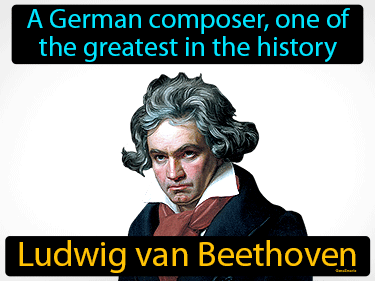 A German composer, one of
the greatest in the history
Ludwig van Beethoven